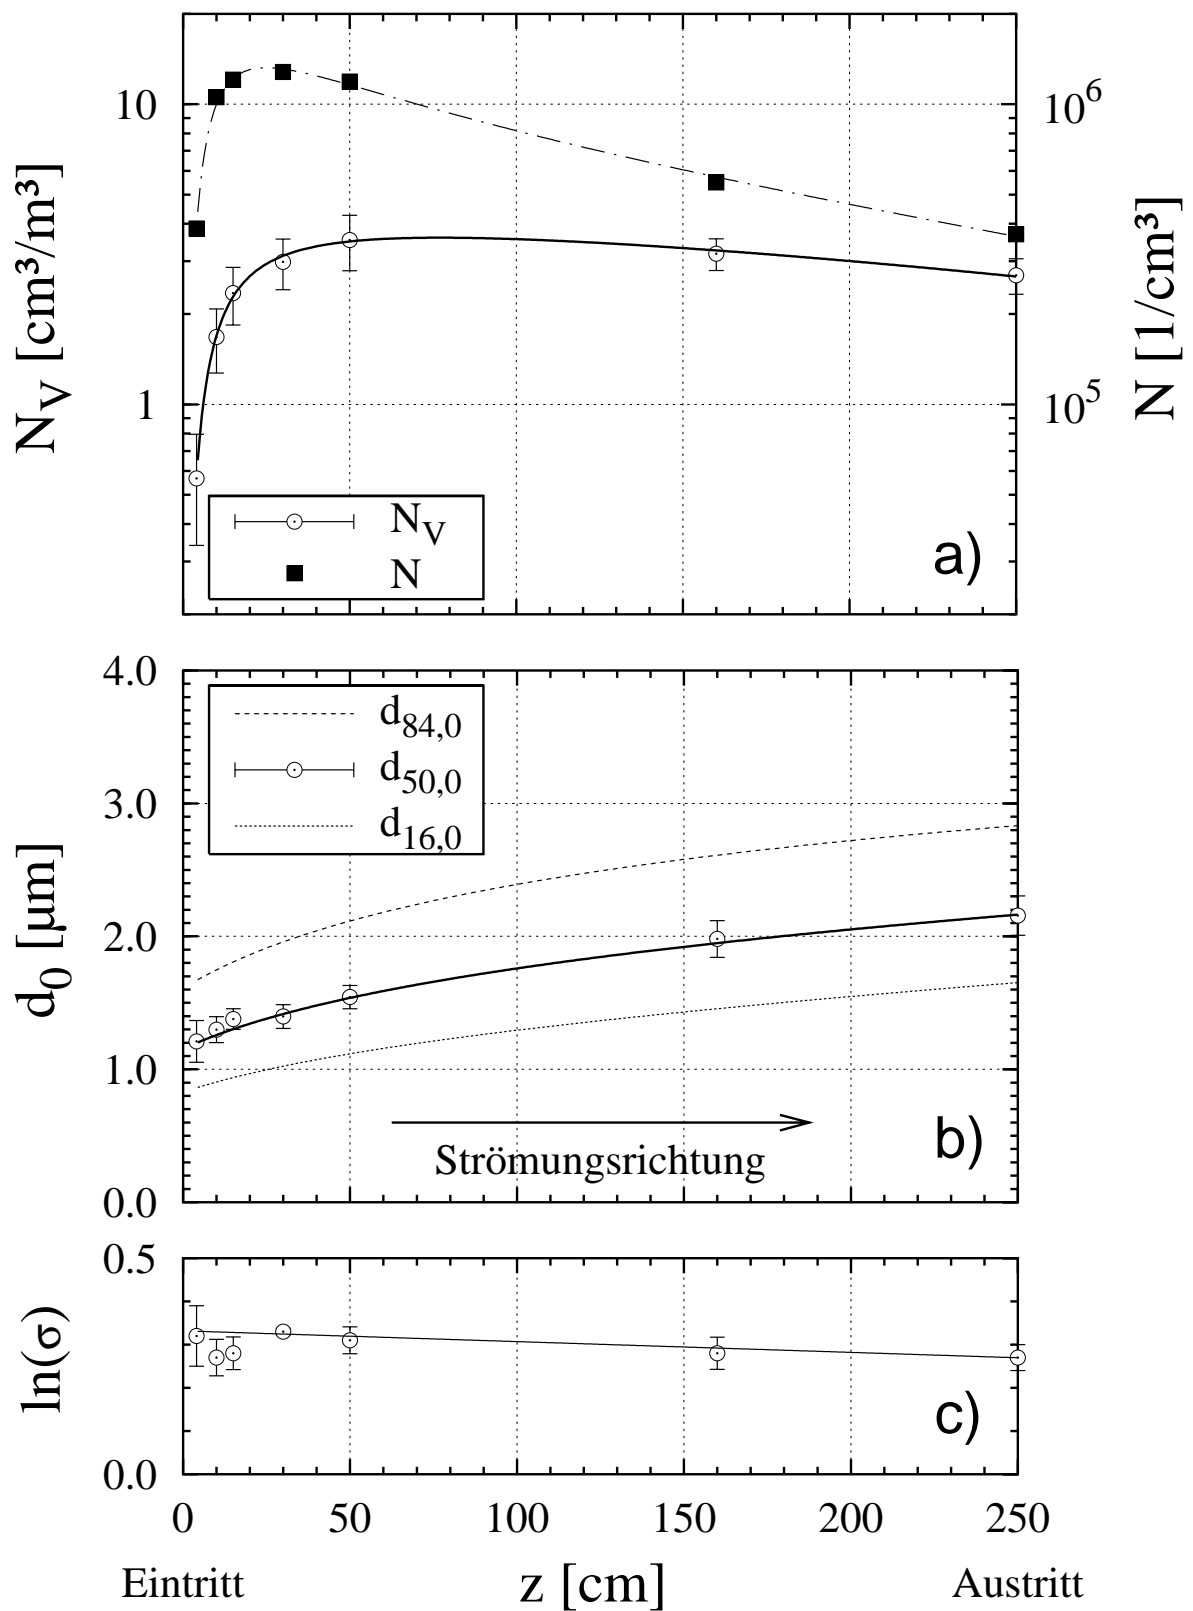 10
10⁶
N_V [cm³/m³]
N [1/cm³]
1
10⁵
N_V
N
a)
4.0
d_84,0
d_50,0
3.0
d_16,0
d_0 [µm]
2.0
1.0
b)
Strömungsrichtung
0.0
0.5
ln(σ)
c)
0.0
0 50 100 150 200 250
Eintritt z [cm] Austritt